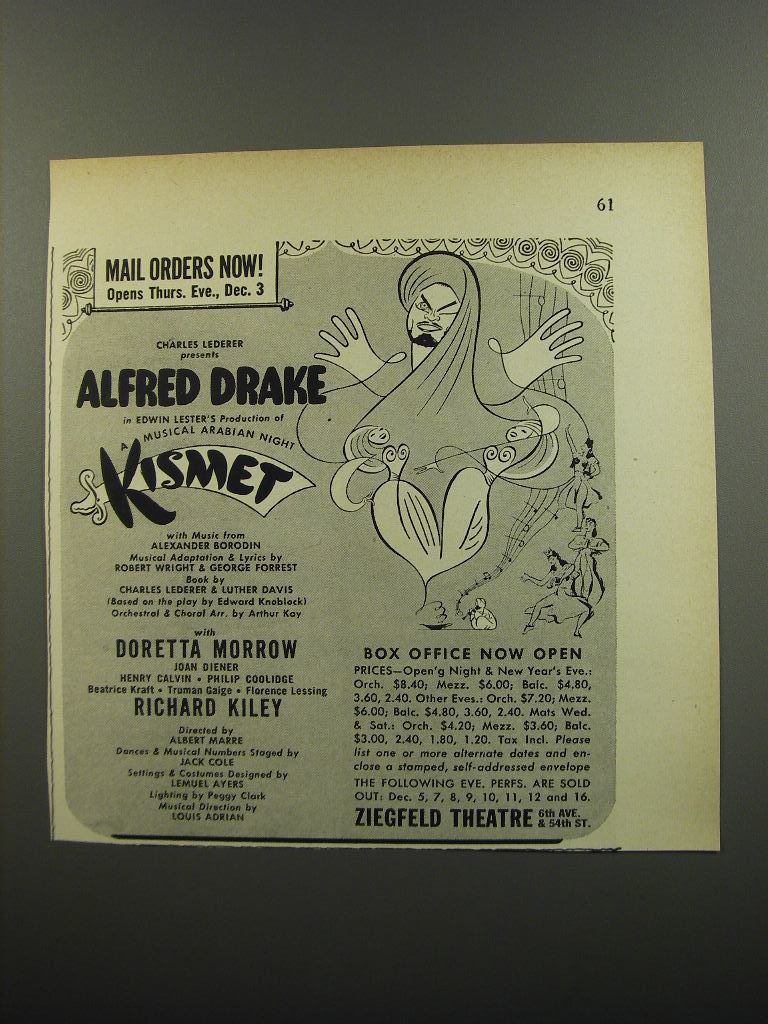 61
MAIL ORDERS NOW!
Opens Thurs. Eve., Dec. 3
CHARLES LEDERER
presents
ALFRED DRAKE
in EDWIN LESTER'S Production of
A MUSICAL ARABIAN NIGHT
KISMET
with Music from
ALEXANDER BORODIN
Musical Adaptation & Lyrics by
ROBERT WRIGHT & GEORGE FORREST
Book by
CHARLES LEDERER & LUTHER DAVIS
(Based on the play by Edward Knoblock)
Orchestral & Choral Arr. by Arthur Kay
with
DORETTA MORROW
JOAN DIENER
HENRY CALVIN • PHILIP COOLIDGE
Beatrice Kraft • Truman Gaige • Florence Lessing
RICHARD KILEY
Directed by
ALBERT MARRE
Dances & Musical Numbers Staged by
JACK COLE
Settings & Costumes Designed by
LEMUEL AYERS
Lighting by Peggy Clark
Musical Direction by
LOUIS ADRIAN
BOX OFFICE NOW OPEN
PRICES—Open'g Night & New Year's Eve.:
Orch. $8.40; Mezz. $6.00; Balc. $4.80,
3.60, 2.40. Other Eves.: Orch. $7.20; Mezz.
$6.00; Balc. $4.80, 3.60, 2.40. Mats Wed.
& Sat.: Orch. $4.20; Mezz. $3.60; Balc.
$3.00, 2.40, 1.80, 1.20. Tax Incl. Please
list one or more alternate dates and en-
close a stamped, self-addressed envelope
THE FOLLOWING EVE. PERFS. ARE SOLD
OUT: Dec. 5, 7, 8, 9, 10, 11, 12 and 16.
ZIEGFELD THEATRE 6th AVE. & 54th ST.